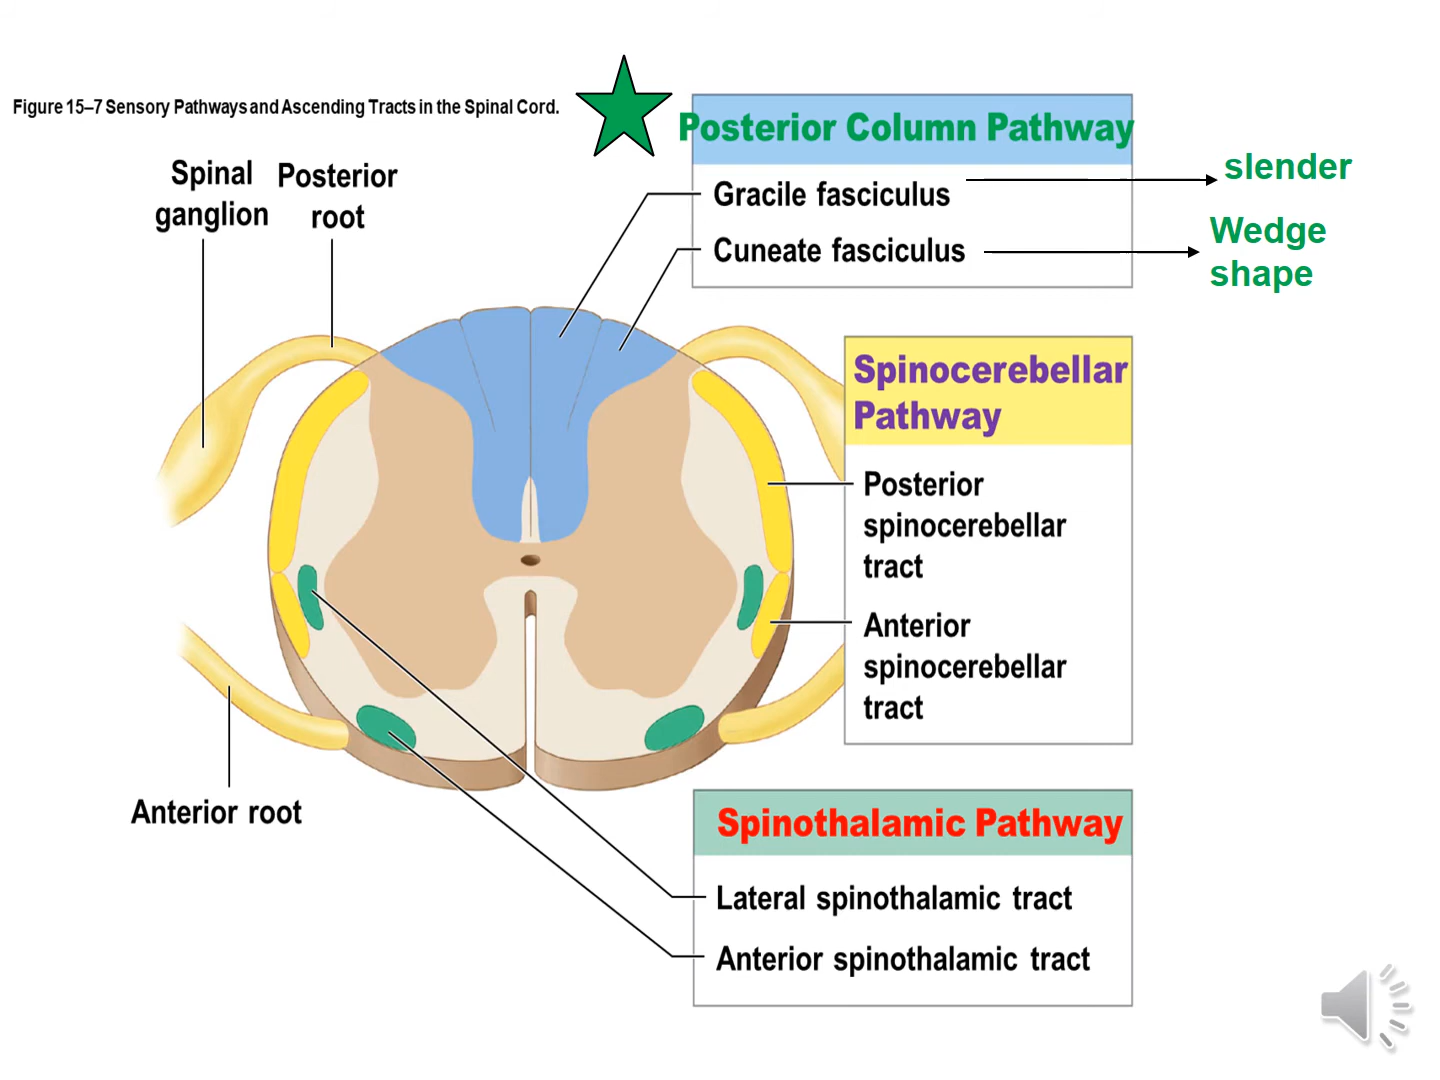 Figure 15–7 Sensory Pathways and Ascending Tracts in the Spinal Cord.
Posterior Column Pathway
Gracile fasciculus
slender
Cuneate fasciculus
Wedge
shape
Spinal
ganglion
Posterior
root
Spinocerebellar
Pathway
Posterior
spinocerebellar
tract
Anterior
spinocerebellar
tract
Anterior root
Spinothalamic Pathway
Lateral spinothalamic tract
Anterior spinothalamic tract